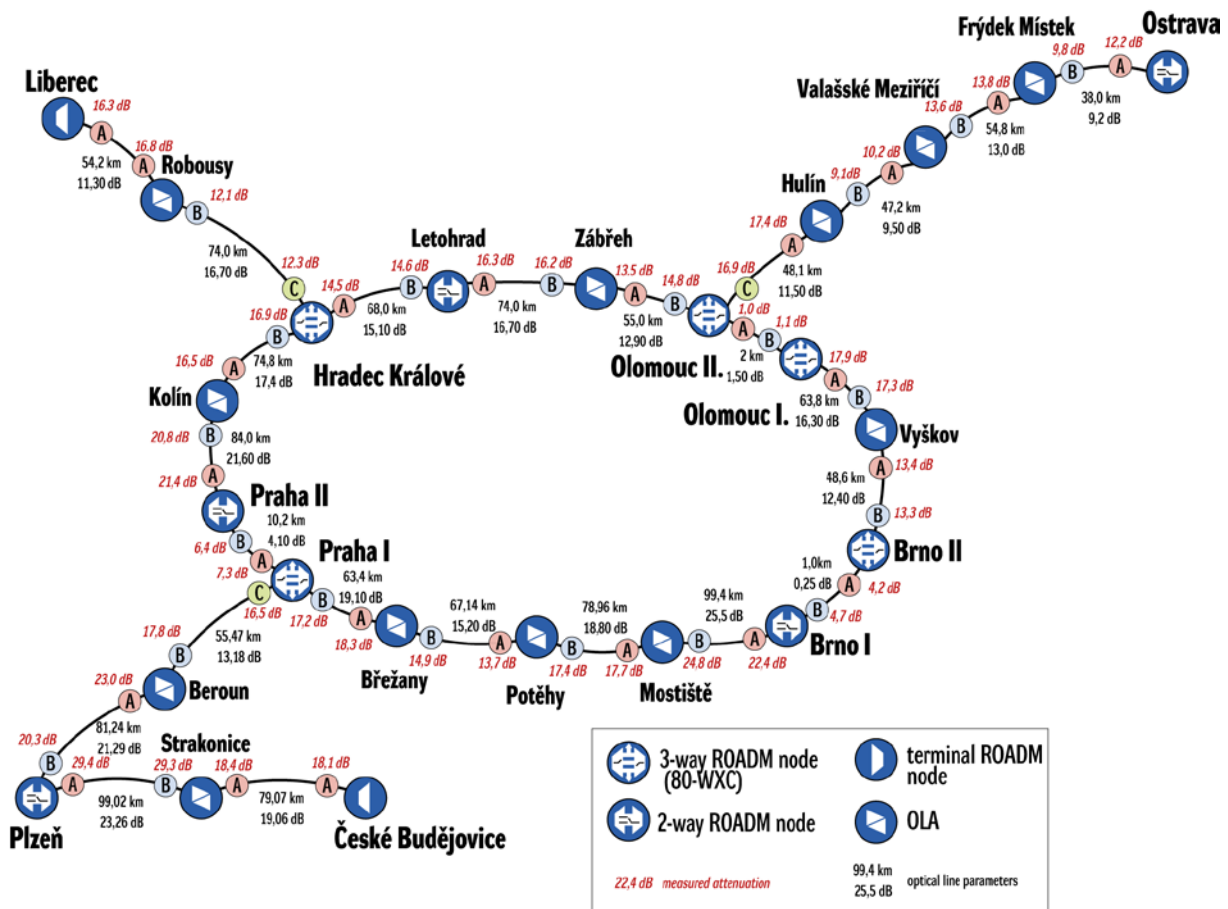 Frýdek Místek
Ostrava
9,8 dB
12,2 dB
B
A
38,0 km
9,2 dB
Valašské Meziříčí
13,8 dB
A
13,6 dB
B
54,8 km
13,0 dB
Liberec
16.3 dB
A
54,2 km
11,30 dB
16.8 dB
A
Robousy
12,1 dB
B
74,0 km
16,70 dB
12.3 dB
C
Hulín
10,2 dB
A
9,1dB
B
47,2 km
9,50 dB
17,4 dB
A
48,1 km
11,50 dB
16,9 dB
C
Letohrad
14,5 dB
A
14.6 dB
B
68,0 km
15,10 dB
16.3 dB
A
Zábřeh
16.2 dB
B
74,0 km
16,70 dB
13.5 dB
A
14,8 dB
B
55,0 km
12,90 dB
Olomouc II.
1,0 dB
A
1,1 dB
B
2 km
1,50 dB
Olomouc I.
17,9 dB
A
17,3 dB
B
63,8 km
16,30 dB
Vyškov
16.9 dB
B
Hradec Králové
16,5 dB
A
74,8 km
17,4 dB
Kolín
20,8 dB
B
84,0 km
21,60 dB
21,4 dB
A
Praha II
10,2 km
4,10 dB
6,4 dB
B
A
7,3 dB
Praha I
C
16,5 dB
13,4 dB
A
48,6 km
12,40 dB
B
13,3 dB
Brno II
1,0km
0,25 dB
A
4,2 dB
B
4,7 dB
Brno I
63,4 km
19,10 dB
B
17,2 dB
A
18,3 dB
Břežany
67,14 km
15,20 dB
B
14,9 dB
A
13,7 dB
Potěhy
78,96 km
18,80 dB
B
17,4 dB
A
17,7 dB
Mostiště
99,4 km
25,5 dB
B
24,8 dB
A
22,4 dB
55,47 km
13,18 dB
17,8 dB
B
Beroun
23.0 dB
A
81,24 km
21,29 dB
20,3 dB
B
Plzeň
29,4 dB
A
29.3 dB
B
99,02 km
23,26 dB
Strakonice
18,4 dB
A
18,1 dB
A
79,07 km
19,06 dB
České Budějovice
3-way ROADM node
(80-WXC)
terminal ROADM
node
2-way ROADM node
OLA
22,4 dB measured attenuation
99,4 km
25,5 dB
optical line parameters